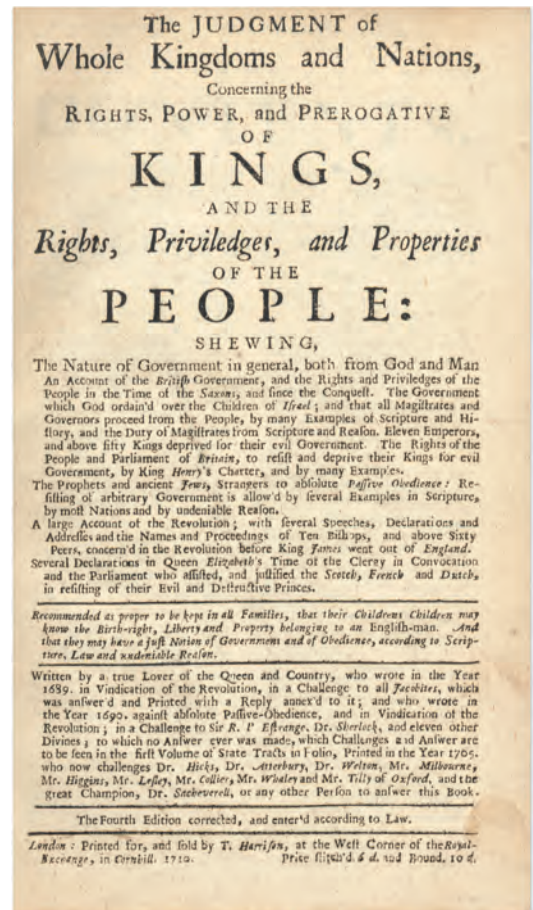 The JUDGMENT of
Whole Kingdoms and Nations,
Concerning the
RIGHTS, POWER, and PREROGATIVE
OF
KINGS,
AND THE
Rights, Priviledges, and Properties
OF THE
PEOPLE:
SHEWING,
The Nature of Government in general, both from God and Man
An Account of the Britiſh Government, and the Rights and Priviledges of the
People in the Time of the Saxons, and ſince the Conqueſt. The Government
which God ordain'd over the Children of Iſrael; and that all Magiſtrates and
Governors proceed from the People, by many Examples of Scripture and Hi-
ſtory, and the Duty of Magiſtrates from Scripture and Reaſon. Eleven Emperors,
and above fifty Kings deprived for their evil Government. The Rights of the
People and Parliament of Britain, to reſiſt and deprive their Kings for evil
Government, by King Henry's Charter, and by many Examples.
The Prophets and ancient Jews, Strangers to abſolute Paſſive Obedience: Re-
ſiſting of arbitrary Government is allow'd by ſeveral Examples in Scripture,
by moſt Nations and by undeniable Reaſon.
A large Account of the Revolution; with ſeveral Speeches, Declarations and
Addreſſes and the Names and Proceedings of Ten Biſhops, and above Sixty
Peers, concern'd in the Revolution before King James went out of England.
Several Declarations in Queen Elizabeth's Time of the Clergy in Convocation
and the Parliament who aſſiſted, and juſtified the Scotch, French and Dutch,
in reſiſting of their Evil and Deſtructive Princes.
Recommended as proper to be kept in all Families, that their Childrens Children may
know the Birth-right, Liberty and Property belonging to an Engliſh-man. And
that they may have a juſt Notion of Government and of Obedience, according to Scrip-
ture, Law and undeniable Reaſon.
Written by a true Lover of the Queen and Country, who wrote in the Year
1689. in Vindication of the Revolution, in a Challenge to all Jacobites, which
was anſwer'd and Printed with a Reply annex'd to it; and who wrote in
the Year 1690. againſt abſolute Paſſive-Obedience, and in Vindication of the
Revolution; in a Challenge to Sir R. l' Eſtrange, Dr. Sherlock, and eleven other
Divines; to which no Anſwer ever was made, which Challenges and Anſwer are
to be ſeen in the firſt Volume of State Tracts in Folio, Printed in the Year 1705.
who now challenges Dr. Hicks, Dr. Atterbury, Dr. Welton, Mr. Milbourne,
Mr. Higgins, Mr. Leſley, Mr. Collier, Mr. Whaley and Mr. Tilly of Oxford, and the
great Champion, Dr. Sacheverell, or any other Perſon to anſwer this Book.
The Fourth Edition corrected, and enter'd according to Law.
London: Printed for, and ſold by T. Harriſon, at the Weſt Corner of the Royal-
Exchange, in Cornhill. 1710. Price ſtitch'd. 6 d. and Bound. 10 d.